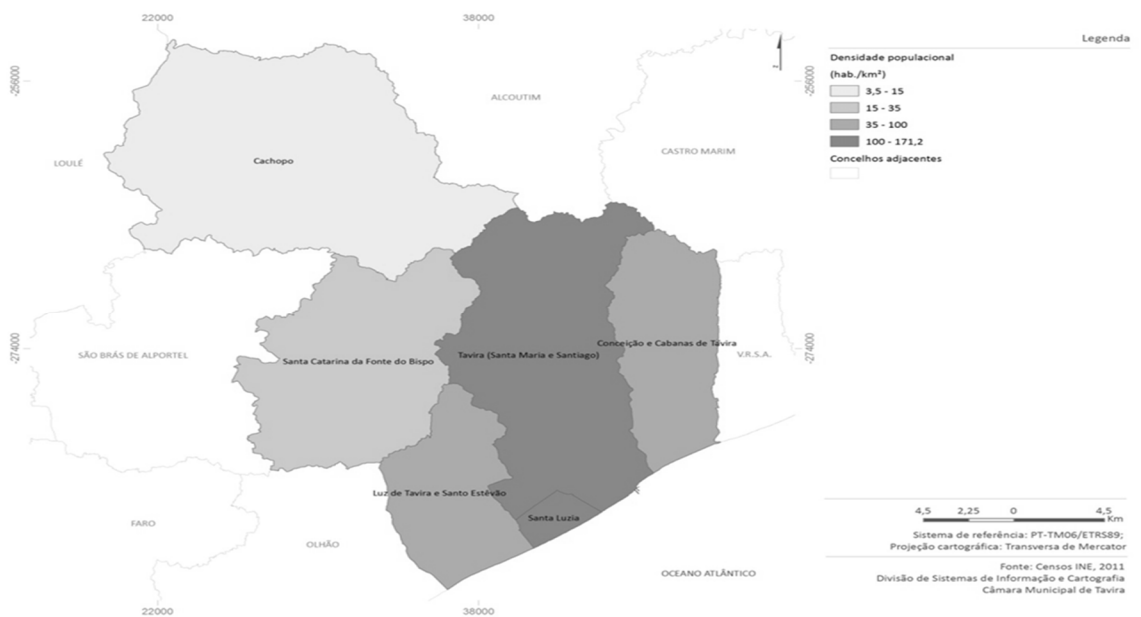 22000
38000
Legenda
-256000
-256000
Densidade populacional
(hab./km²)
3,5 - 15
15 - 35
35 - 100
100 - 171,2
Concelhos adjacentes
ALCOUTIM
CASTRO MARIM
LOULÉ
Cachopo
-274000
-274000
SÃO BRÁS DE ALPORTEL
Santa Catarina da Fonte do Bispo
Tavira (Santa Maria e Santiago)
Conceição e Cabanas de Tavira
V.R.S.A.
Luz de Tavira e Santo Estêvão
Santa Luzia
FARO
OLHÃO
OCEANO ATLÂNTICO
4,5 2,25 0 4,5
Km
Sistema de referência: PT-TM06/ETRS89;
Projeção cartográfica: Transversa de Mercator
Fonte: Censos INE, 2011
Divisão de Sistemas de Informação e Cartografia
Câmara Municipal de Tavira
22000
38000